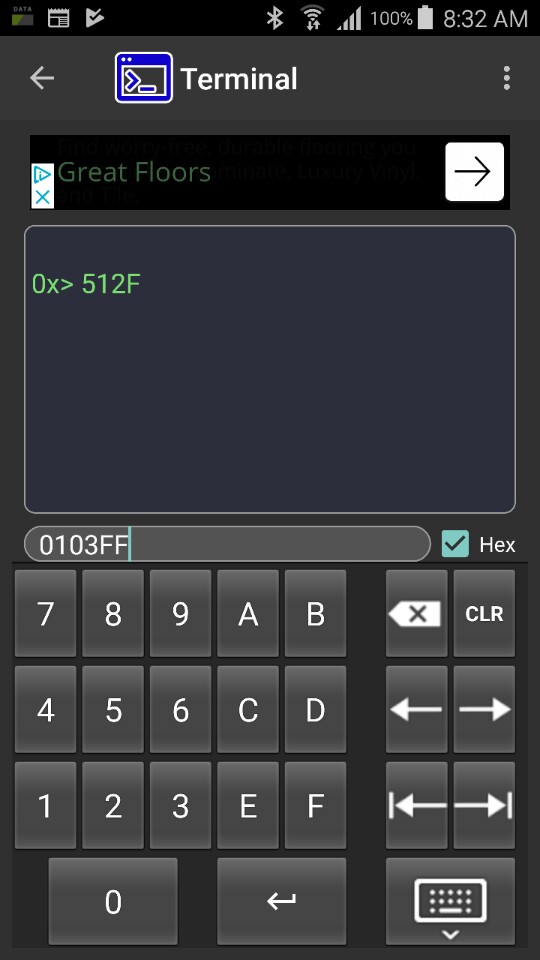 DATA
100%
8:32 AM
Terminal
Find worry-free, durable flooring you
Great Floors
minate, Luxury Vinyl,
and Tile.
0x> 512F
0103FF
Hex
7 8 9 A B CLR
4 5 6 C D
1 2 3 E F
0